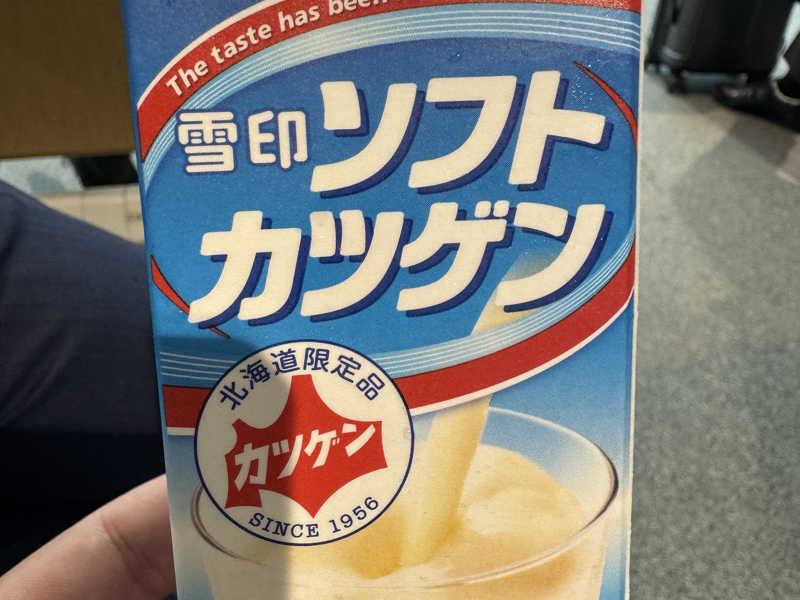 The taste has been
雪印 ソフト
カツゲン
北海道限定品
カツゲン
SINCE 1956